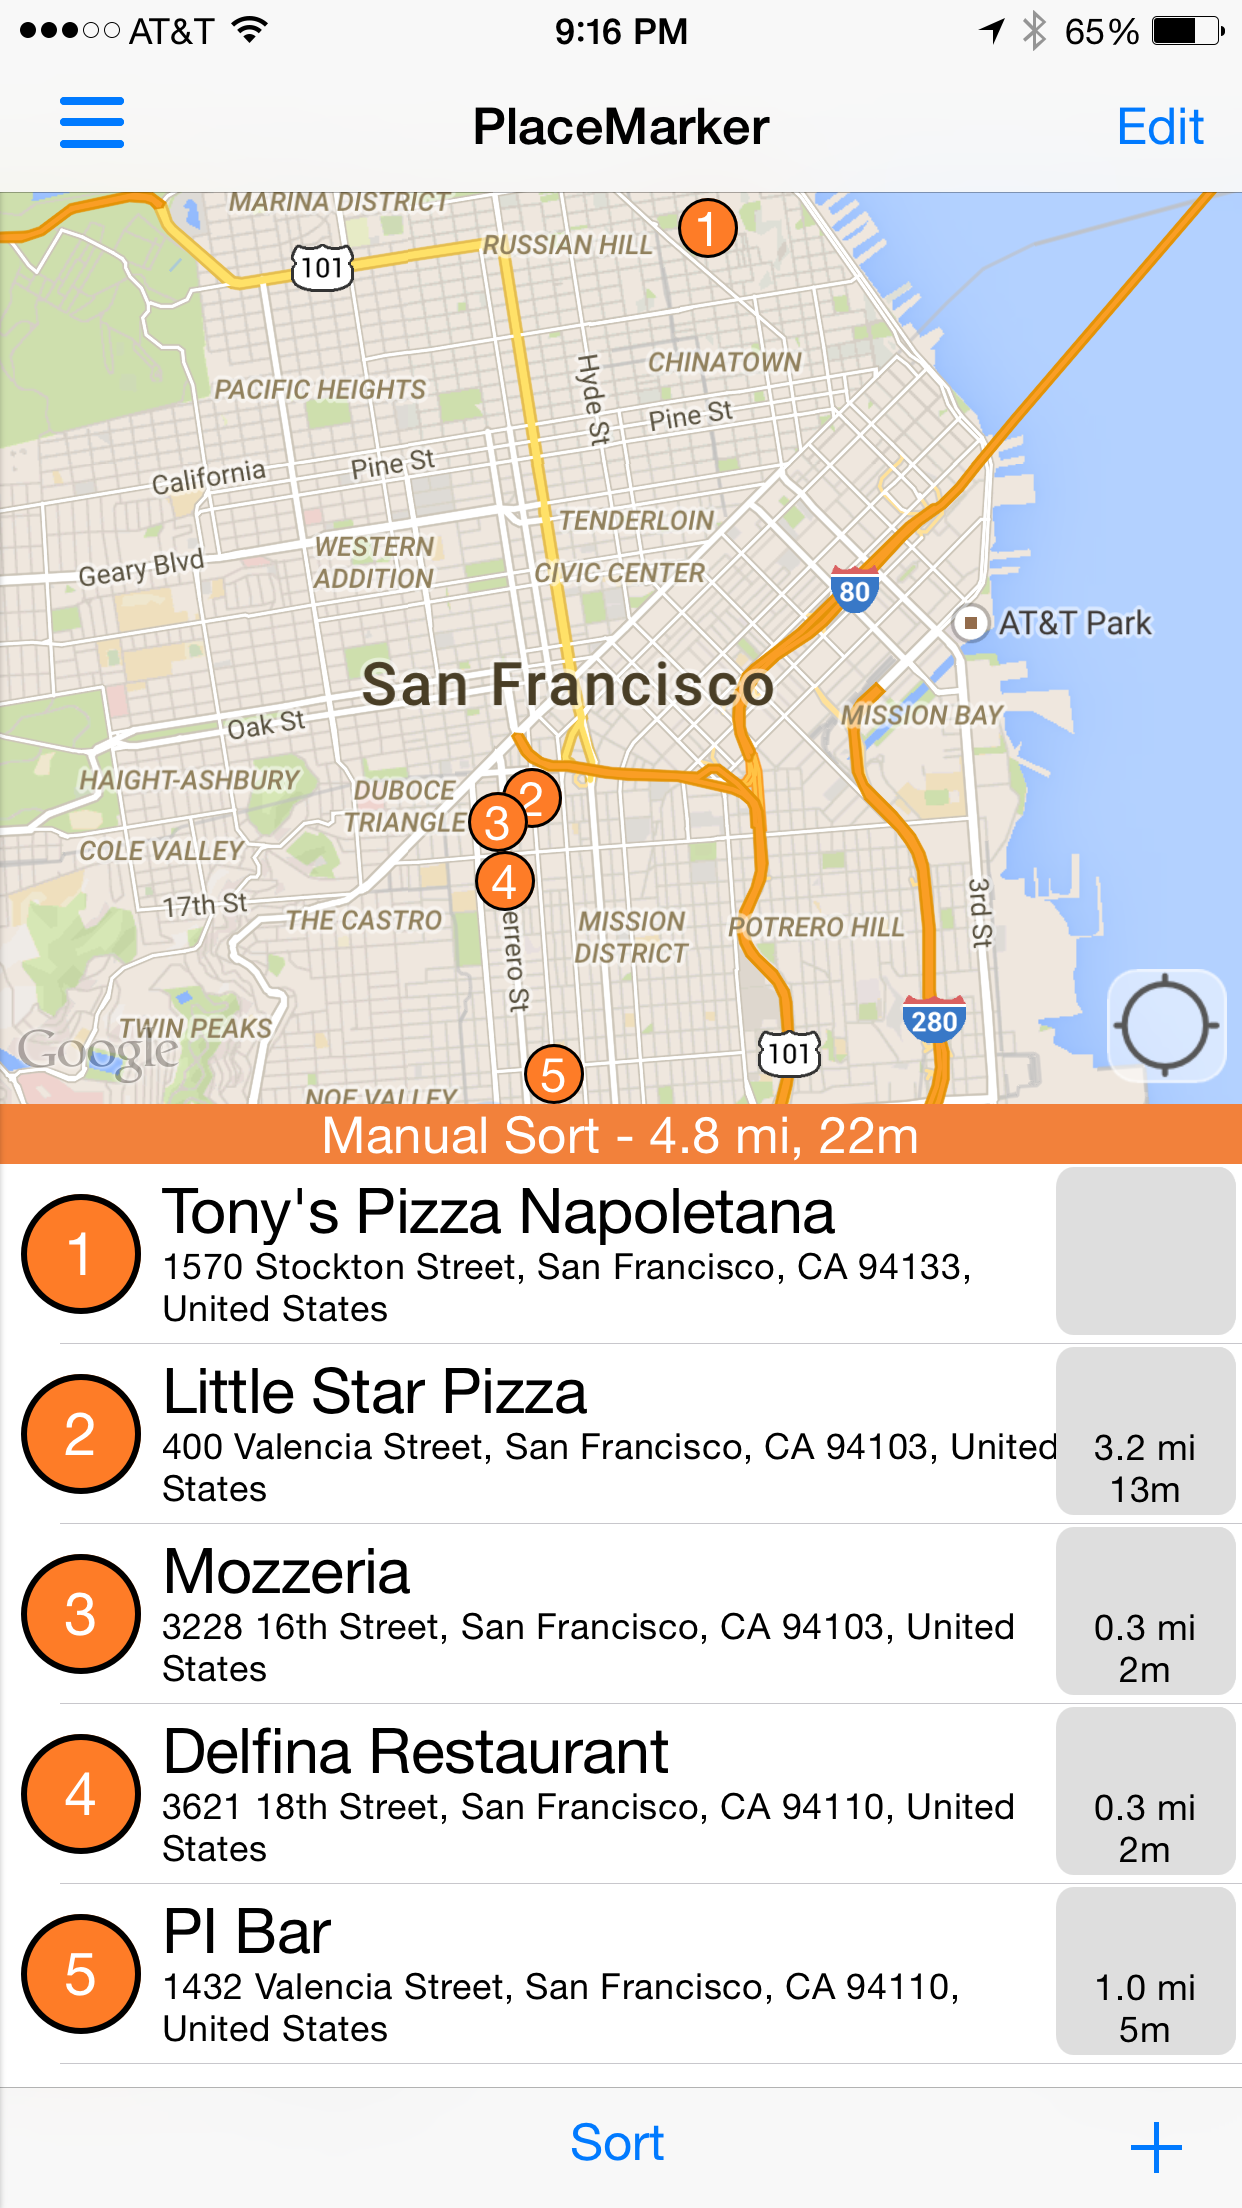 AT&T 9:16 PM 65%
PlaceMarker Edit
MARINA DISTRICT
1
RUSSIAN HILL
101
CHINATOWN
Hyde St
PACIFIC HEIGHTS
Pine St
California
Pine St
TENDERLOIN
WESTERN
ADDITION
Geary Blvd
CIVIC CENTER
80
AT&T Park
San Francisco
MISSION BAY
Oak St
HAIGHT-ASHBURY
DUBOCE
TRIANGLE
2
3
COLE VALLEY
4
17th St
THE CASTRO
MISSION
DISTRICT
POTRERO HILL
3rd St
errero St
TWIN PEAKS
Google
280
101
5
NOE VALLEY
Manual Sort - 4.8 mi, 22m
1
Tony's Pizza Napoletana
1570 Stockton Street, San Francisco, CA 94133,
United States
2
Little Star Pizza
400 Valencia Street, San Francisco, CA 94103, United
States
3.2 mi
13m
3
Mozzeria
3228 16th Street, San Francisco, CA 94103, United
States
0.3 mi
2m
4
Delfina Restaurant
3621 18th Street, San Francisco, CA 94110, United
States
0.3 mi
2m
5
PI Bar
1432 Valencia Street, San Francisco, CA 94110,
United States
1.0 mi
5m
Sort +